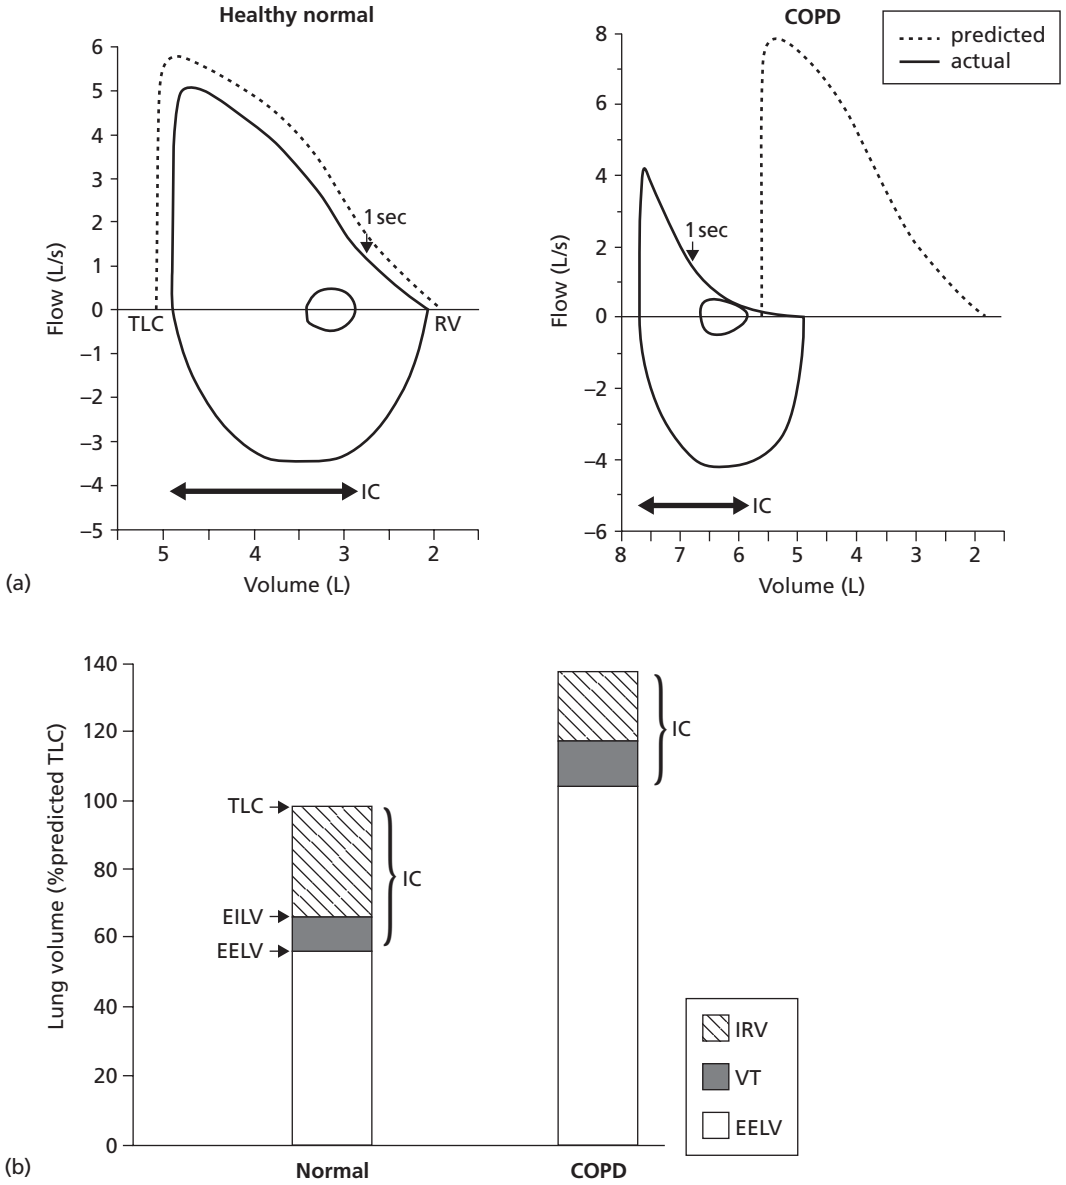 Healthy normal
6
5
4
3
2
1
0
–1
–2
–3
–4
–5
Flow (L/s)
1 sec
TLC
RV
IC
5
4
3
2
Volume (L)
(a)
COPD
predicted
actual
8
6
4
2
0
–2
–4
–6
Flow (L/s)
1 sec
IC
8
7
6
5
4
3
2
Volume (L)
140
120
100
80
60
40
20
0
Lung volume (%predicted TLC)
TLC
EILV
EELV
IC
IC
IRV
VT
EELV
Normal
COPD
(b)